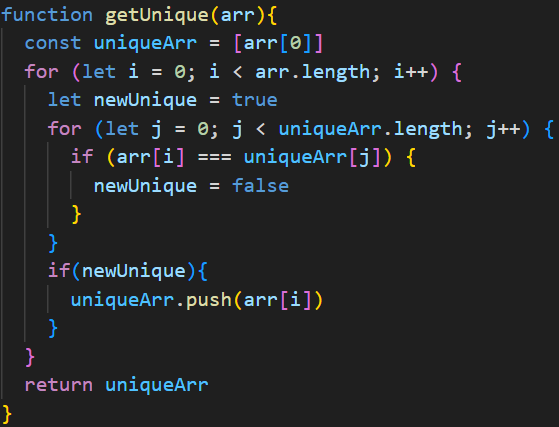 function getUnique(arr){
  const uniqueArr = [arr[0]]
  for (let i = 0; i < arr.length; i++) {
    let newUnique = true
    for (let j = 0; j < uniqueArr.length; j++) {
      if (arr[i] === uniqueArr[j]) {
        newUnique = false
      }
    }
    if(newUnique){
      uniqueArr.push(arr[i])
    }
  }
  return uniqueArr
}